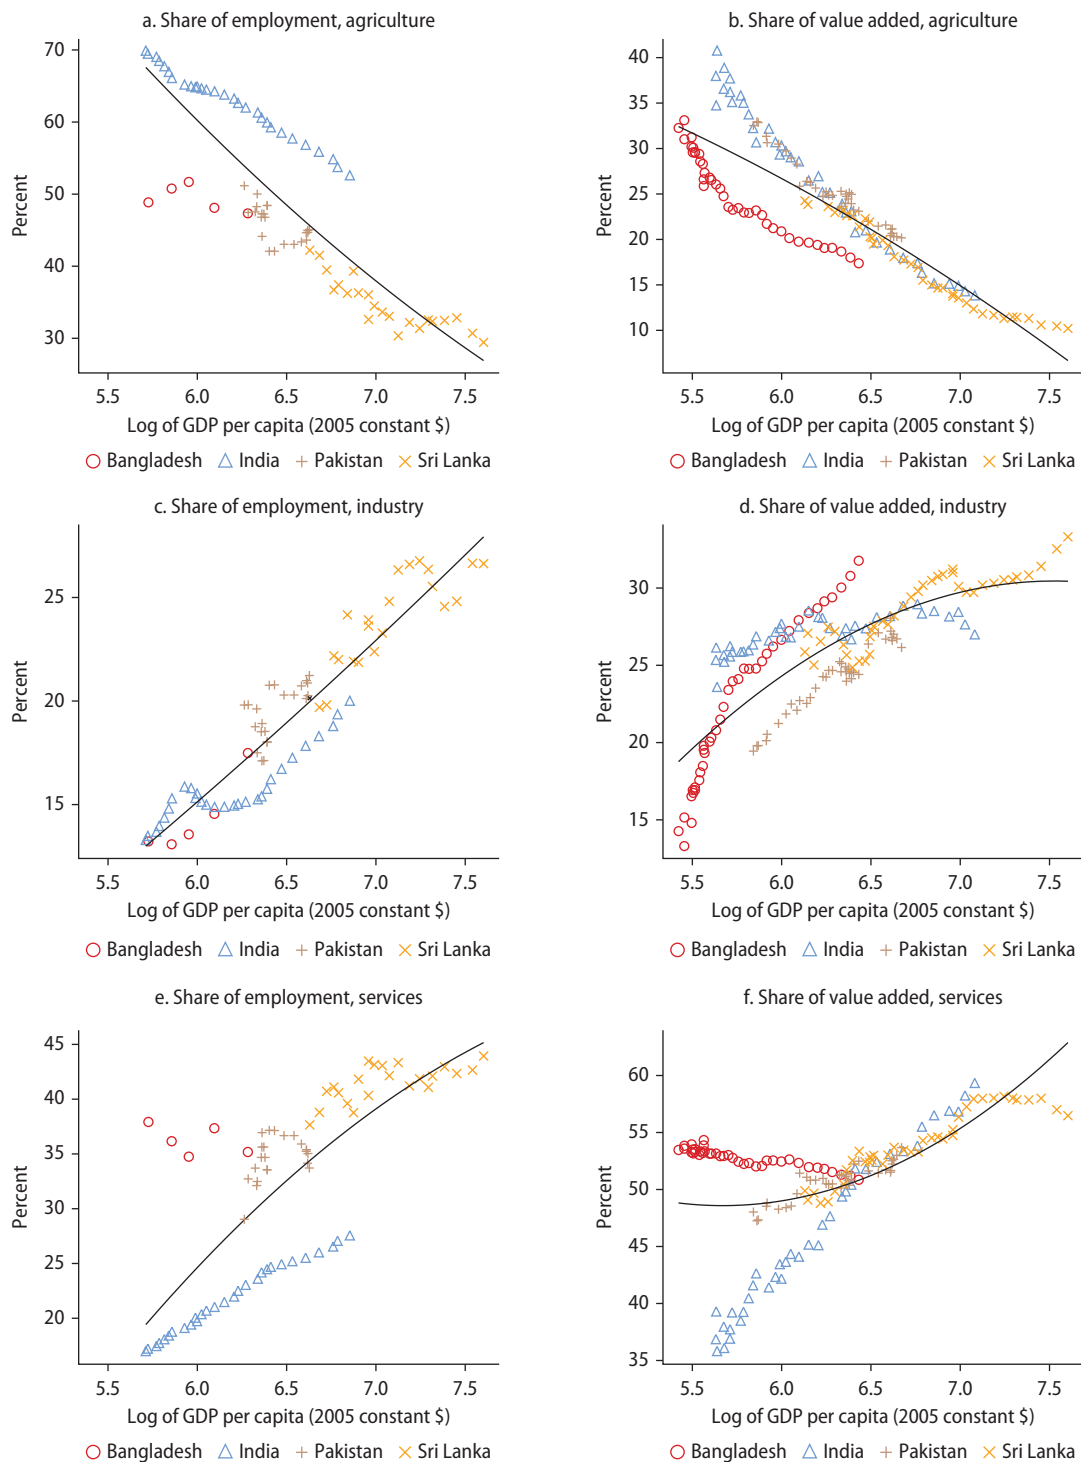 a. Share of employment, agriculture
70
60
50
40
30
Percent
5.5 6.0 6.5 7.0 7.5
Log of GDP per capita (2005 constant $)
Bangladesh India Pakistan Sri Lanka
b. Share of value added, agriculture
40
35
30
25
20
15
10
Percent
5.5 6.0 6.5 7.0 7.5
Log of GDP per capita (2005 constant $)
Bangladesh India Pakistan Sri Lanka
c. Share of employment, industry
25
20
15
Percent
5.5 6.0 6.5 7.0 7.5
Log of GDP per capita (2005 constant $)
Bangladesh India Pakistan Sri Lanka
d. Share of value added, industry
30
25
20
15
Percent
5.5 6.0 6.5 7.0 7.5
Log of GDP per capita (2005 constant $)
Bangladesh India Pakistan Sri Lanka
e. Share of employment, services
45
40
35
30
25
20
Percent
5.5 6.0 6.5 7.0 7.5
Log of GDP per capita (2005 constant $)
Bangladesh India Pakistan Sri Lanka
f. Share of value added, services
60
55
50
45
40
35
Percent
5.5 6.0 6.5 7.0 7.5
Log of GDP per capita (2005 constant $)
Bangladesh India Pakistan Sri Lanka